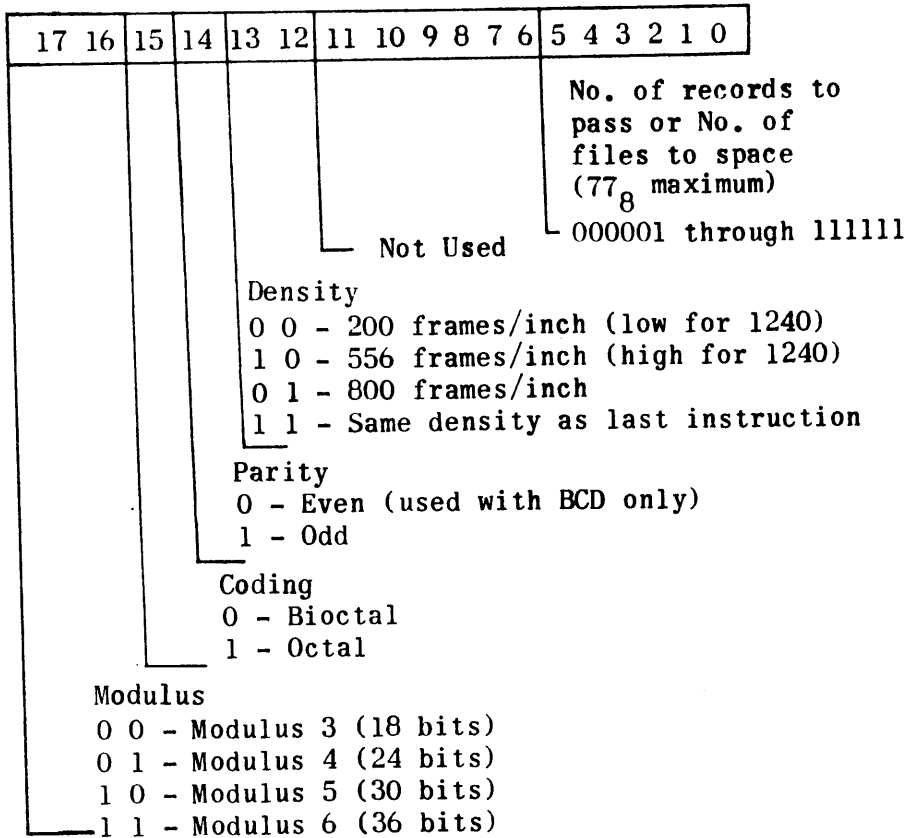 17 16 15 14 13 12 11 10 9 8 7 6 5 4 3 2 1 0
No. of records to
pass or No. of
files to space
(77₈ maximum)
000001 through 111111
Not Used
Density
0 0 - 200 frames/inch (low for 1240)
1 0 - 556 frames/inch (high for 1240)
0 1 - 800 frames/inch
1 1 - Same density as last instruction
Parity
0 - Even (used with BCD only)
1 - Odd
Coding
0 - Bioctal
1 - Octal
Modulus
0 0 - Modulus 3 (18 bits)
0 1 - Modulus 4 (24 bits)
1 0 - Modulus 5 (30 bits)
1 1 - Modulus 6 (36 bits)